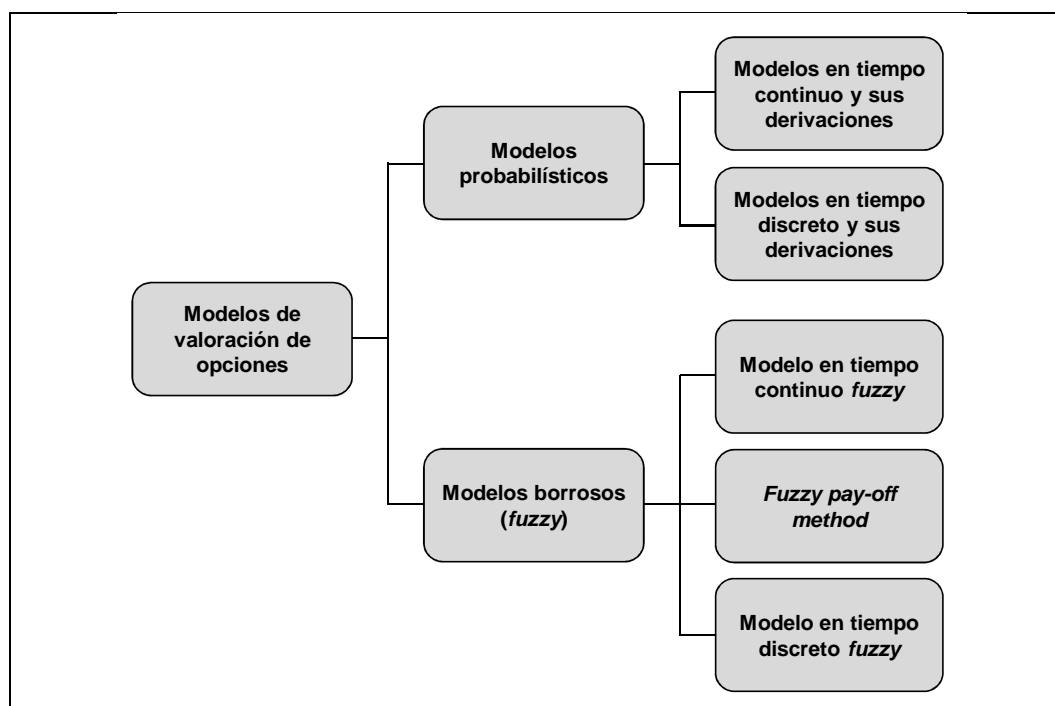 Modelos de
valoración de
opciones
Modelos
probabilísticos
Modelos en tiempo
continuo y sus
derivaciones
Modelos en tiempo
discreto y sus
derivaciones
Modelos borrosos
(fuzzy)
Modelo en tiempo
continuo fuzzy
Fuzzy pay-off
method
Modelo en tiempo
discreto fuzzy